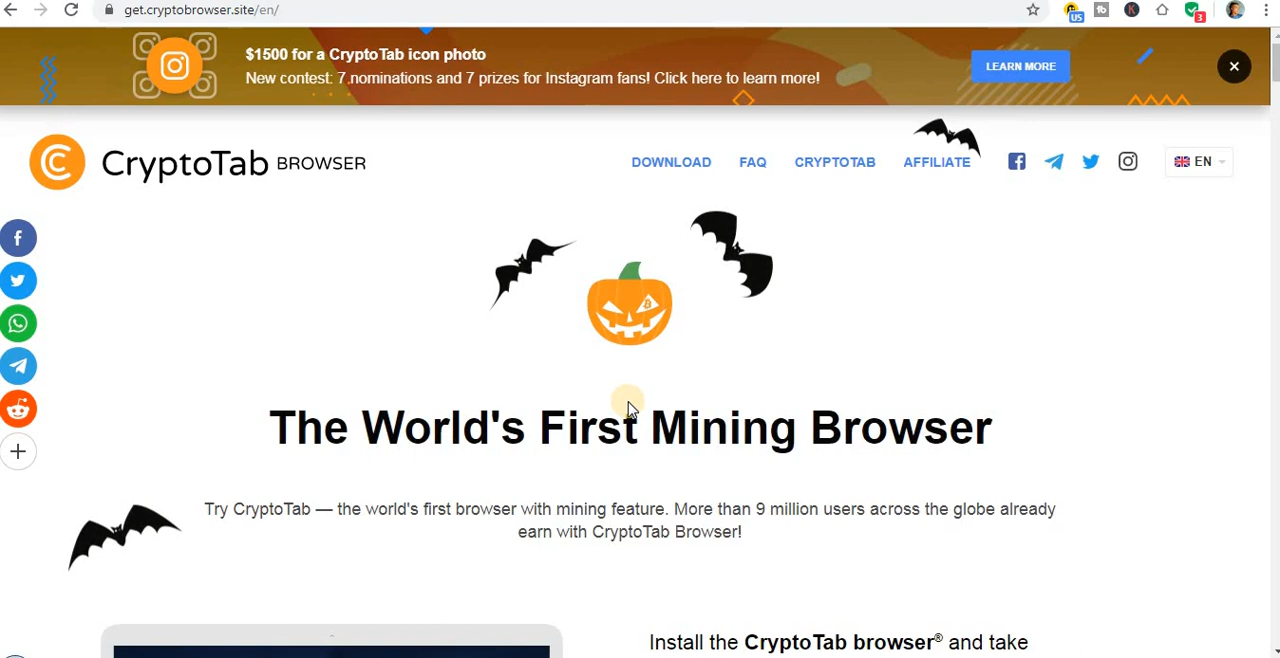 get.cryptobrowser.site/en/
US
K
3
$1500 for a CryptoTab icon photo
New contest: 7 nominations and 7 prizes for Instagram fans! Click here to learn more!
LEARN MORE
CryptoTab BROWSER
DOWNLOAD FAQ CRYPTOTAB AFFILIATE
EN
The World's First Mining Browser
Try CryptoTab — the world's first browser with mining feature. More than 9 million users across the globe already
earn with CryptoTab Browser!
Install the CryptoTab browser® and take